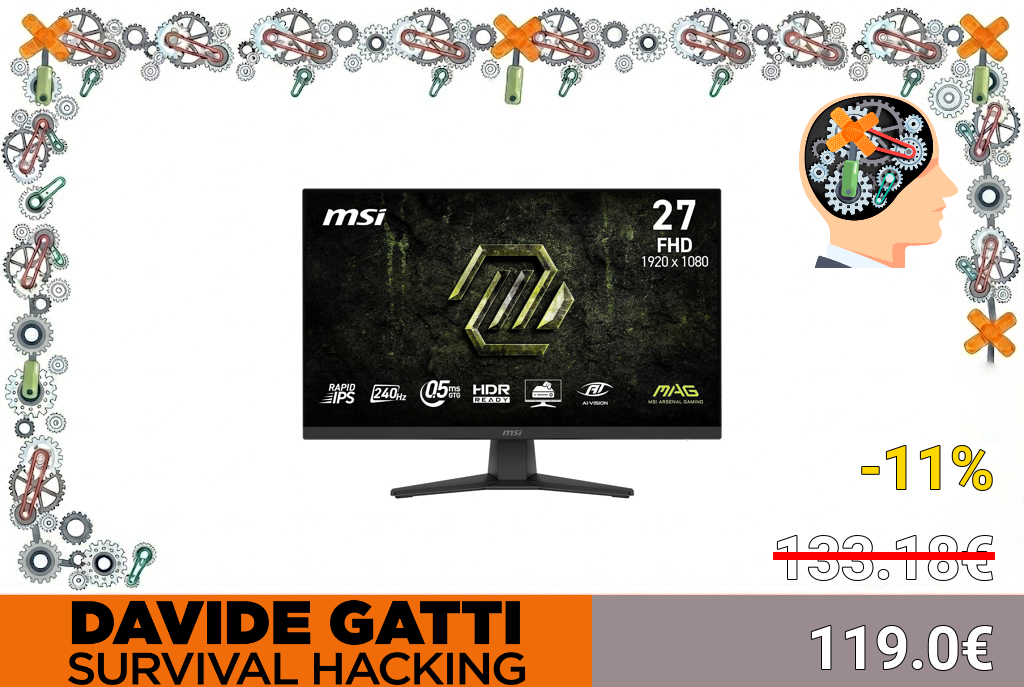 msi
27
FHD
1920 x 1080
RAPID IPS
240Hz
0.5ms GTG
HDR READY
AI VISION
MAG
MSI ARSENAL GAMING
msi
-11%
133.18€
DAVIDE GATTI
SURVIVAL HACKING
119.0€